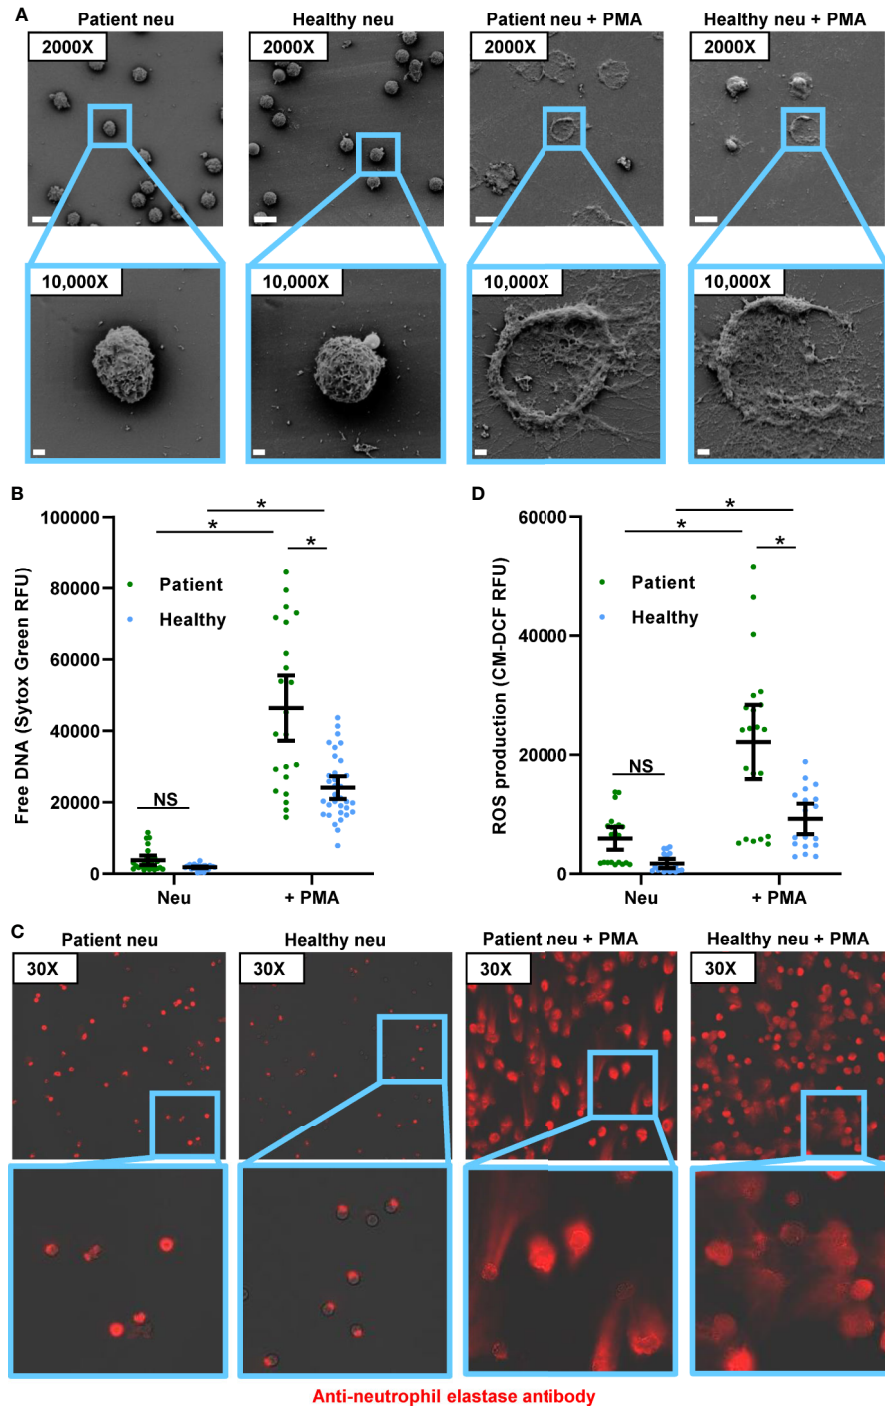 A
Patient neu
Healthy neu
Patient neu + PMA
Healthy neu + PMA
2000X
2000X
2000X
2000X
10,000X
10,000X
10,000X
10,000X
B
100000
80000
60000
40000
20000
0
Free DNA (Sytox Green RFU)
*
*
*
Patient
Healthy
NS
Neu
+ PMA
D
60000
40000
20000
0
ROS production (CM-DCF RFU)
*
*
*
Patient
Healthy
NS
Neu
+ PMA
C
Patient neu
Healthy neu
Patient neu + PMA
Healthy neu + PMA
30X
30X
30X
30X
Anti-neutrophil elastase antibody